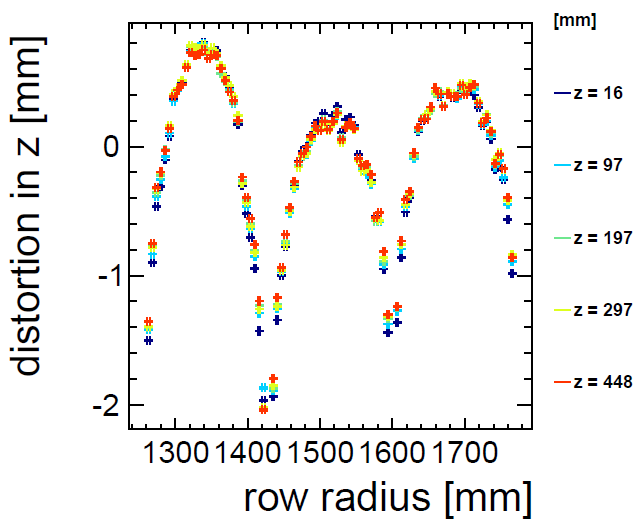 [mm]
distortion in z [mm]
0
-1
-2
1300 1400 1500 1600 1700
row radius [mm]
z = 16
z = 97
z = 197
z = 297
z = 448